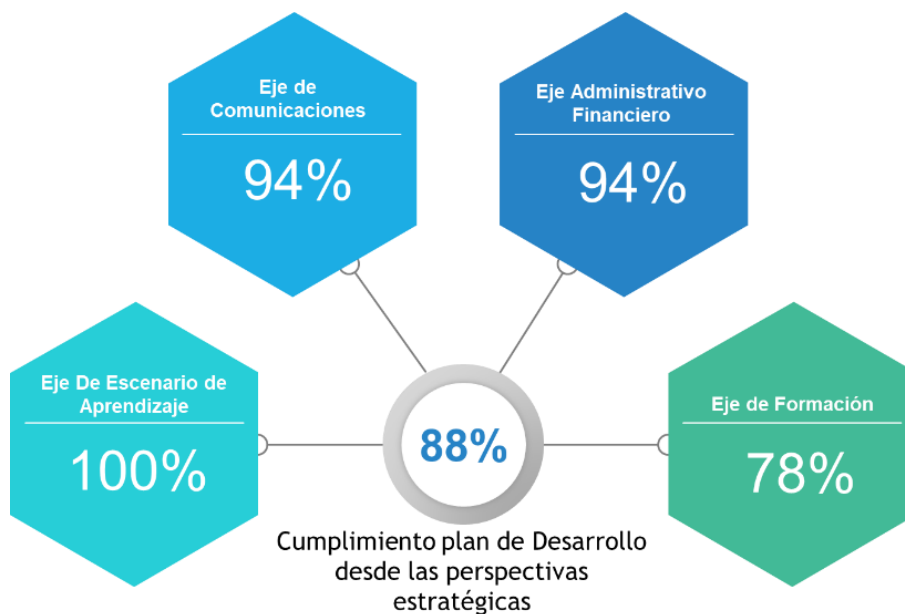 Eje de
Comunicaciones
94%
Eje Administrativo
Financiero
94%
Eje De Escenario de
Aprendizaje
100%
88%
Eje de Formación
78%
Cumplimiento plan de Desarrollo
desde las perspectivas
estratégicas